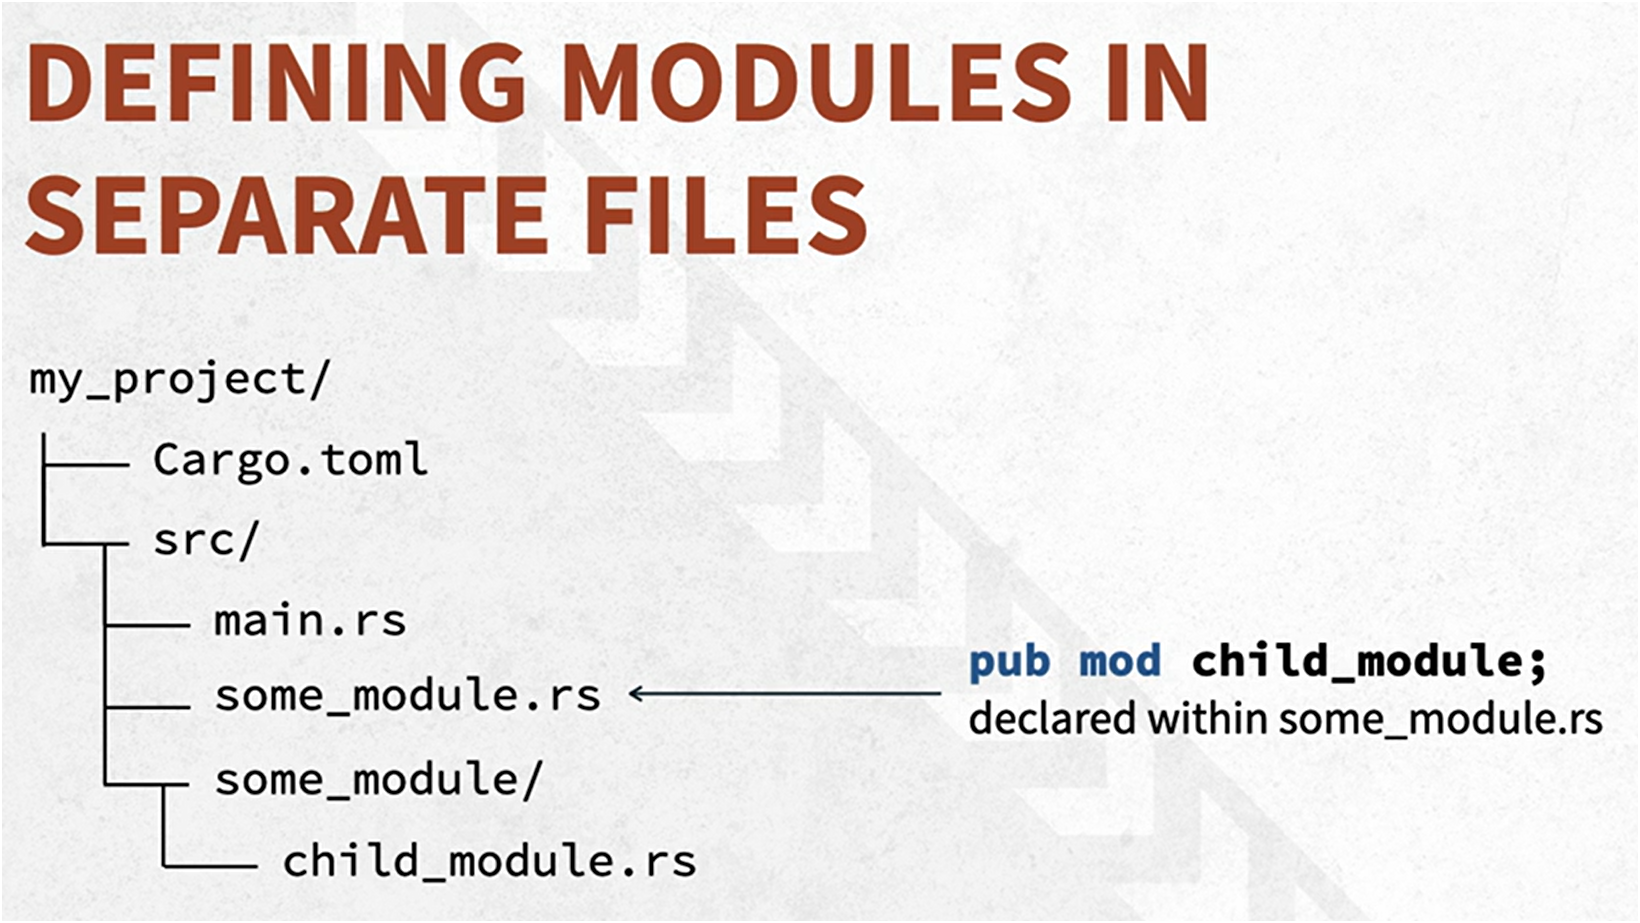 DEFINING MODULES IN
SEPARATE FILES
my_project/
Cargo.toml
src/
main.rs
some_module.rs
pub mod child_module;
declared within some_module.rs
some_module/
child_module.rs